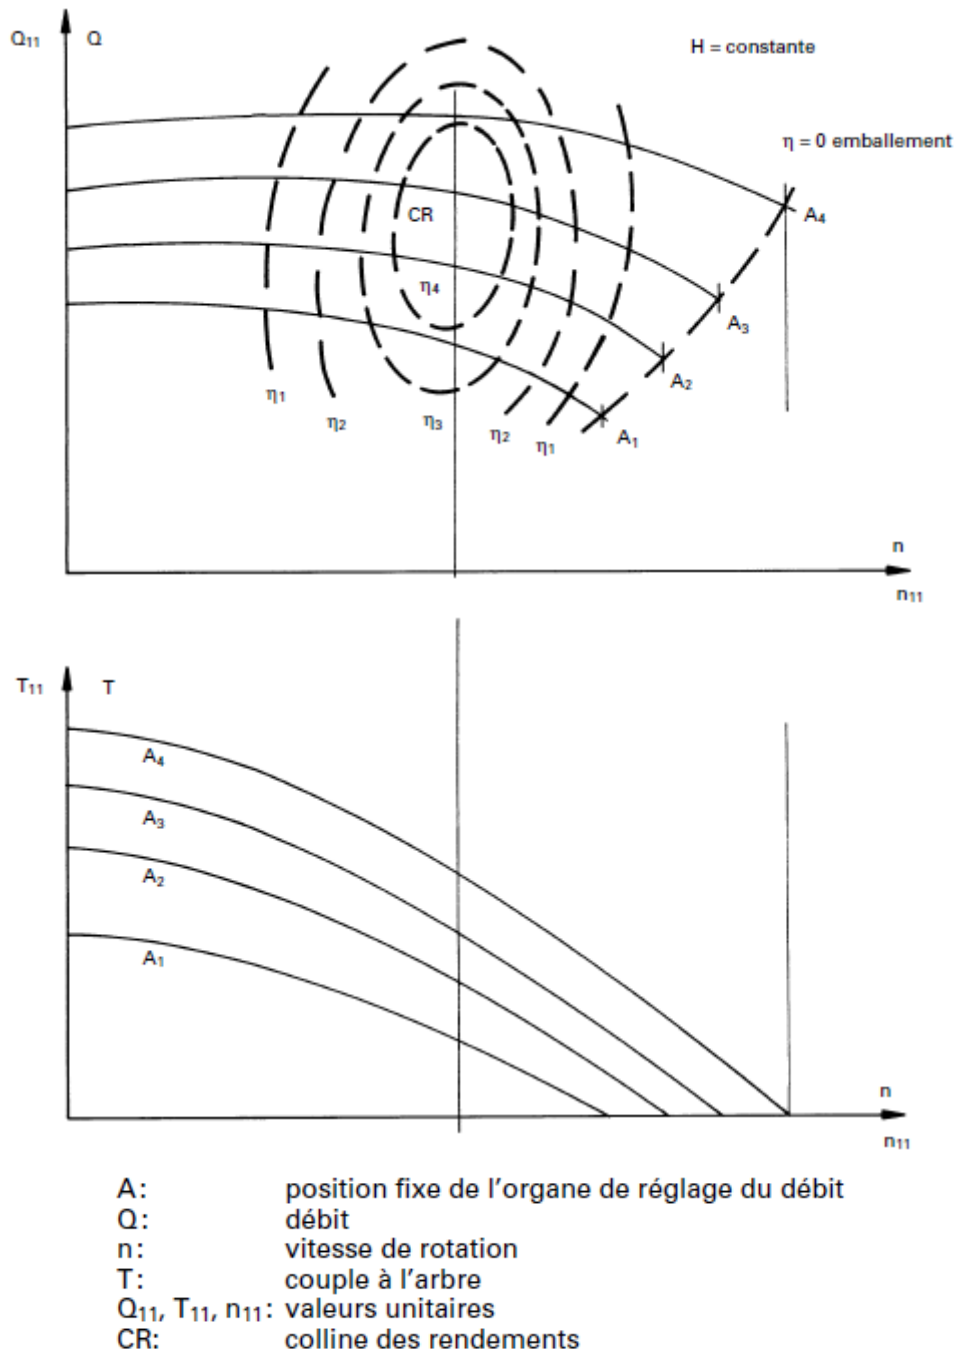 Q₁₁ Q
H = constante
η = 0 emballement
CR
A₄
η₄
A₃
A₂
η₁
η₂
η₃
η₂
η₁
A₁
n
n₁₁
T₁₁ T
A₄
A₃
A₂
A₁
n
n₁₁
A: position fixe de l'organe de réglage du débit
Q: débit
n: vitesse de rotation
T: couple à l'arbre
Q₁₁, T₁₁, n₁₁: valeurs unitaires
CR: colline des rendements